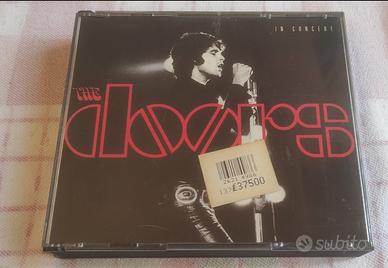 IN CONCERT
THE
doors
£37500
subito